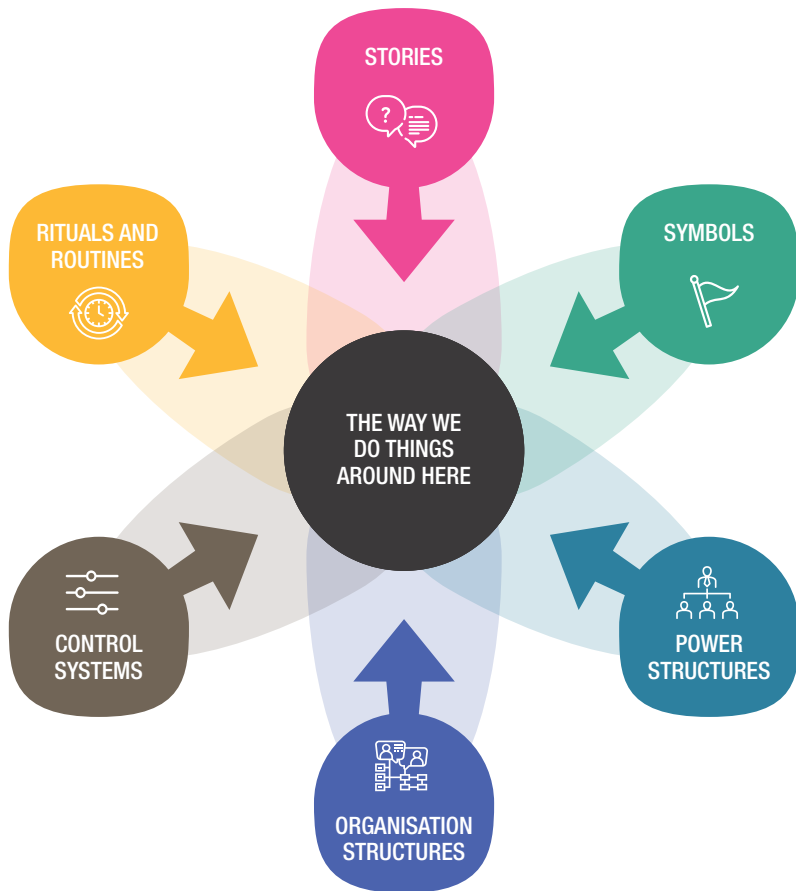 STORIES
?
RITUALS AND
ROUTINES
SYMBOLS
THE WAY WE
DO THINGS
AROUND HERE
CONTROL
SYSTEMS
POWER
STRUCTURES
ORGANISATION
STRUCTURES